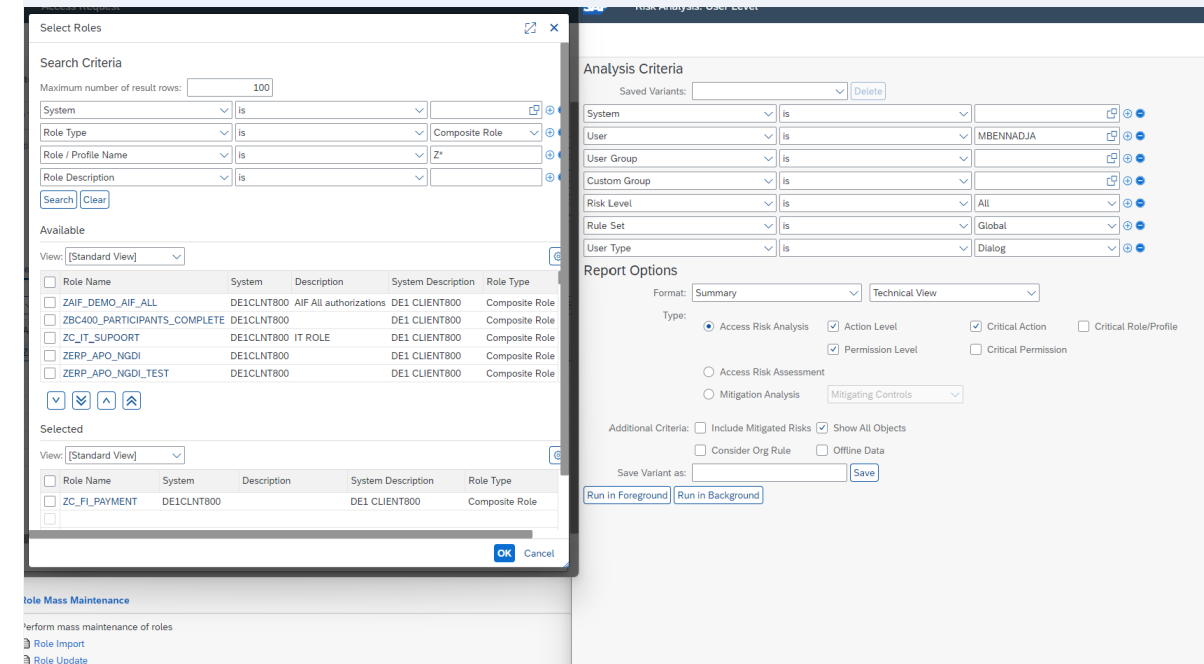 Access Request
Select Roles
Search Criteria
Maximum number of result rows: 100
System is
Role Type is Composite Role
Role / Profile Name is Z*
Role Description is
Search Clear
Available
View: [Standard View]
Role Name System Description System Description Role Type
ZAIF_DEMO_AIF_ALL DE1CLNT800 AIF All authorizations DE1 CLIENT800 Composite Role
ZBC400_PARTICIPANTS_COMPLETE DE1CLNT800 DE1 CLIENT800 Composite Role
ZC_IT_SUPOORT DE1CLNT800 IT ROLE DE1 CLIENT800 Composite Role
ZERP_APO_NGDI DE1CLNT800 DE1 CLIENT800 Composite Role
ZERP_APO_NGDI_TEST DE1CLNT800 DE1 CLIENT800 Composite Role
Selected
View: [Standard View]
Role Name System Description System Description Role Type
ZC_FI_PAYMENT DE1CLNT800 DE1 CLIENT800 Composite Role
OK Cancel
Role Mass Maintenance
Perform mass maintenance of roles
Role Import
Role Update
SAP Risk Analysis: User Level
Analysis Criteria
Saved Variants: Delete
System is
User is MBENNADJA
User Group is
Custom Group is
Risk Level is All
Rule Set is Global
User Type is Dialog
Report Options
Format: Summary Technical View
Type:
Access Risk Analysis Action Level Critical Action Critical Role/Profile
Permission Level Critical Permission
Access Risk Assessment
Mitigation Analysis Mitigating Controls
Additional Criteria: Include Mitigated Risks Show All Objects
Consider Org Rule Offline Data
Save Variant as: Save
Run in Foreground Run in Background